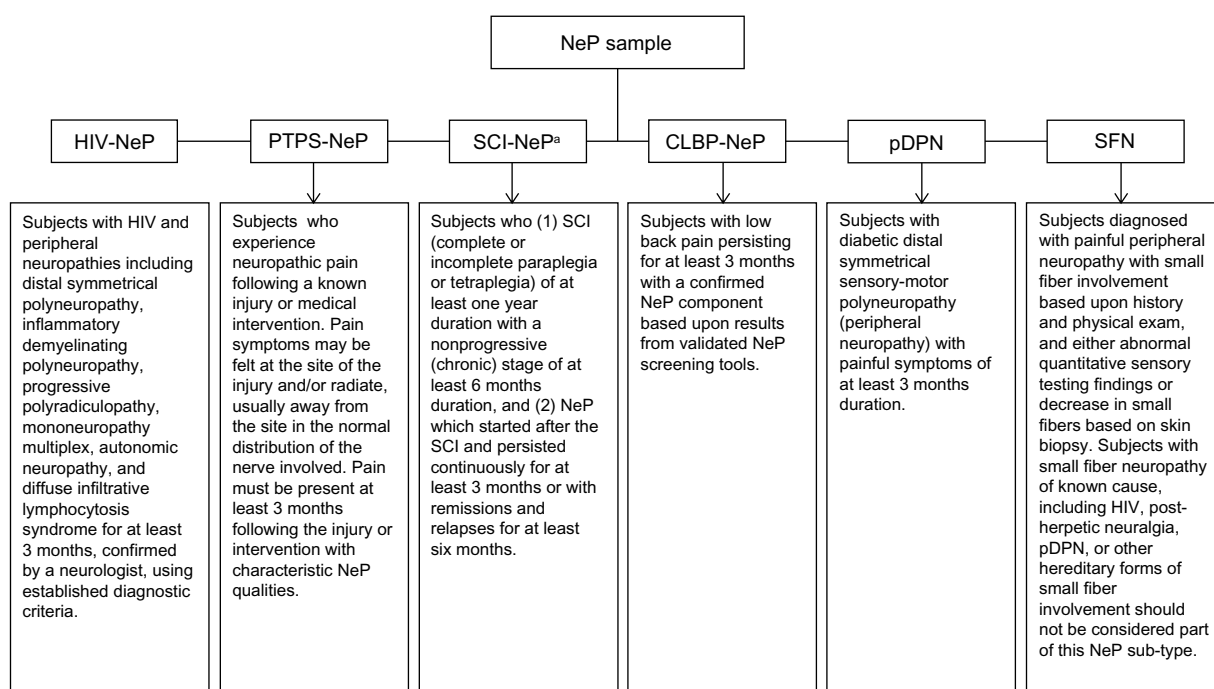 NeP sample
HIV-NeP
PTPS-NeP
SCI-NePᵃ
CLBP-NeP
pDPN
SFN
Subjects with HIV and
peripheral
neuropathies including
distal symmetrical
polyneuropathy,
inflammatory
demyelinating
polyneuropathy,
progressive
polyradiculopathy,
mononeuropathy
multiplex, autonomic
neuropathy, and
diffuse infiltrative
lymphocytosis
syndrome for at least
3 months, confirmed
by a neurologist, using
established diagnostic
criteria.
Subjects who
experience
neuropathic pain
following a known
injury or medical
intervention. Pain
symptoms may be
felt at the site of the
injury and/or radiate,
usually away from
the site in the normal
distribution of the
nerve involved. Pain
must be present at
least 3 months
following the injury or
intervention with
characteristic NeP
qualities.
Subjects who (1) SCI
(complete or
incomplete paraplegia
or tetraplegia) of at
least one year
duration with a
nonprogressive
(chronic) stage of at
least 6 months
duration, and (2) NeP
which started after the
SCI and persisted
continuously for at
least 3 months or with
remissions and
relapses for at least
six months.
Subjects with low
back pain persisting
for at least 3 months
with a confirmed
NeP component
based upon results
from validated NeP
screening tools.
Subjects with
diabetic distal
symmetrical
sensory-motor
polyneuropathy
(peripheral
neuropathy) with
painful symptoms of
at least 3 months
duration.
Subjects diagnosed
with painful peripheral
neuropathy with small
fiber involvement
based upon history
and physical exam,
and either abnormal
quantitative sensory
testing findings or
decrease in small
fibers based on skin
biopsy. Subjects with
small fiber neuropathy
of known cause,
including HIV, post-
herpetic neuralgia,
pDPN, or other
hereditary forms of
small fiber
involvement should
not be considered part
of this NeP sub-type.